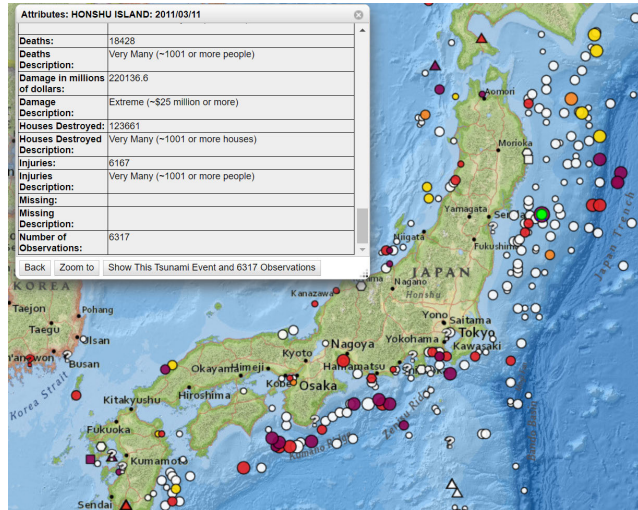 Attributes: HONSHU ISLAND: 2011/03/11
Deaths: 18428
Deaths Description: Very Many (~1001 or more people)
Damage in millions of dollars: 220136.6
Damage Description: Extreme (~$25 million or more)
Houses Destroyed: 123661
Houses Destroyed Description: Very Many (~1001 or more houses)
Injuries: 6167
Injuries Description: Very Many (~1001 or more people)
Missing:
Missing Description:
Number of Observations: 6317
Back Zoom to Show This Tsunami Event and 6317 Observations
Aomori
Morioka
Yamagata
Niigata
Fukushim
Japan Trench
JAPAN
Nagano
Honshu
Kanazawa
KOREA
Taejon
Pohang
Taegu
Ulsan
Busan
Korea Strait
Yono
Saitama
Tokyo
Yokohama
Kawasaki
Nagoya
Hamamatsu
Kyoto
Okayama
Himeji
Kobe
Osaka
Hiroshima
Kitakyushu
Fukuoka
Kumamoto
Sendai